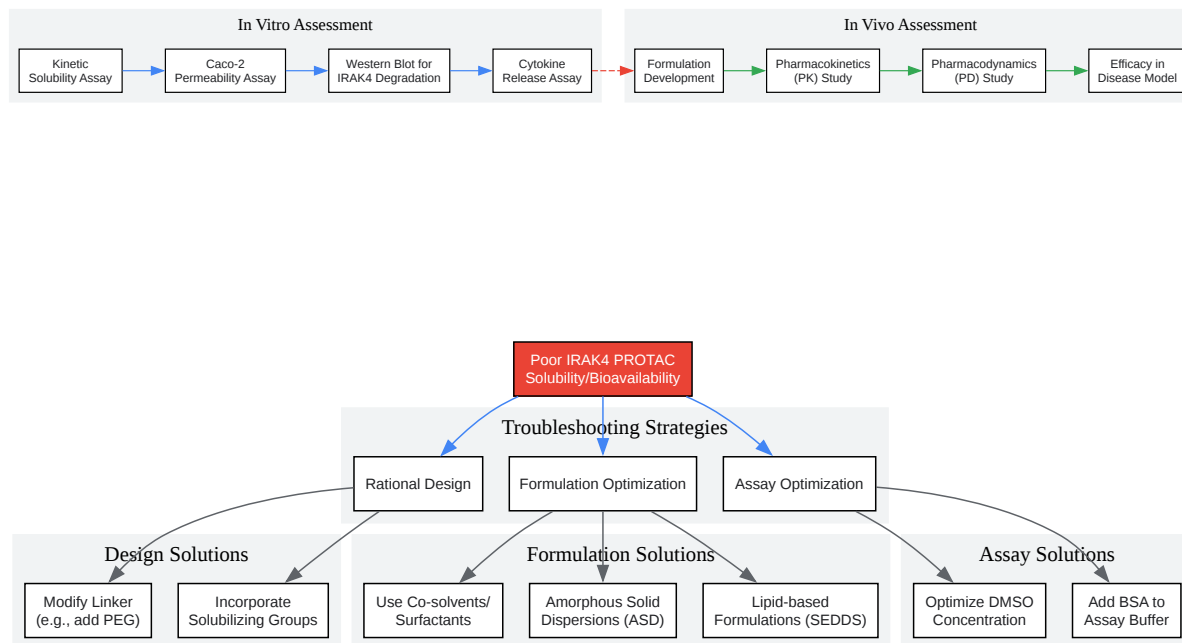 In Vitro Assessment
In Vivo Assessment
Kinetic
Solubility Assay
Caco-2
Permeability Assay
Western Blot for
IRAK4 Degradation
Cytokine
Release Assay
Formulation
Development
Pharmacokinetics
(PK) Study
Pharmacodynamics
(PD) Study
Efficacy in
Disease Model
Poor IRAK4 PROTAC
Solubility/Bioavailability
Troubleshooting Strategies
Rational Design
Formulation Optimization
Assay Optimization
Design Solutions
Formulation Solutions
Assay Solutions
Modify Linker
(e.g., add PEG)
Incorporate
Solubilizing Groups
Use Co-solvents/
Surfactants
Amorphous Solid
Dispersions (ASD)
Lipid-based
Formulations (SEDDS)
Optimize DMSO
Concentration
Add BSA to
Assay Buffer